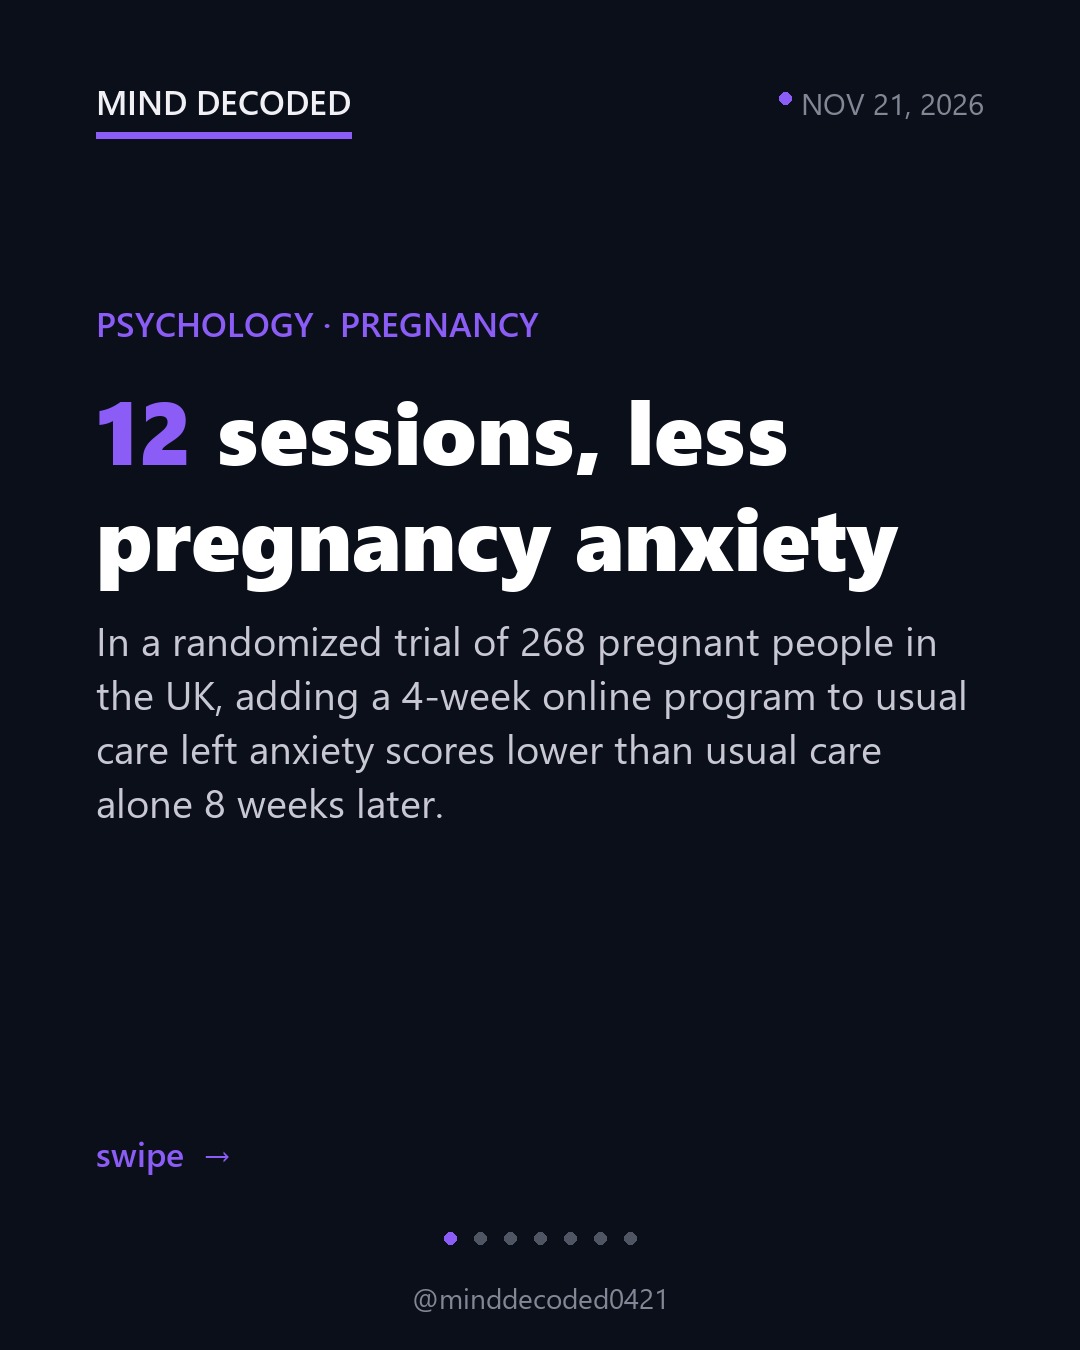 MIND DECODED
NOV 21, 2026
PSYCHOLOGY · PREGNANCY
12 sessions, less
pregnancy anxiety
In a randomized trial of 268 pregnant people in
the UK, adding a 4-week online program to usual
care left anxiety scores lower than usual care
alone 8 weeks later.
swipe →
@minddecoded0421